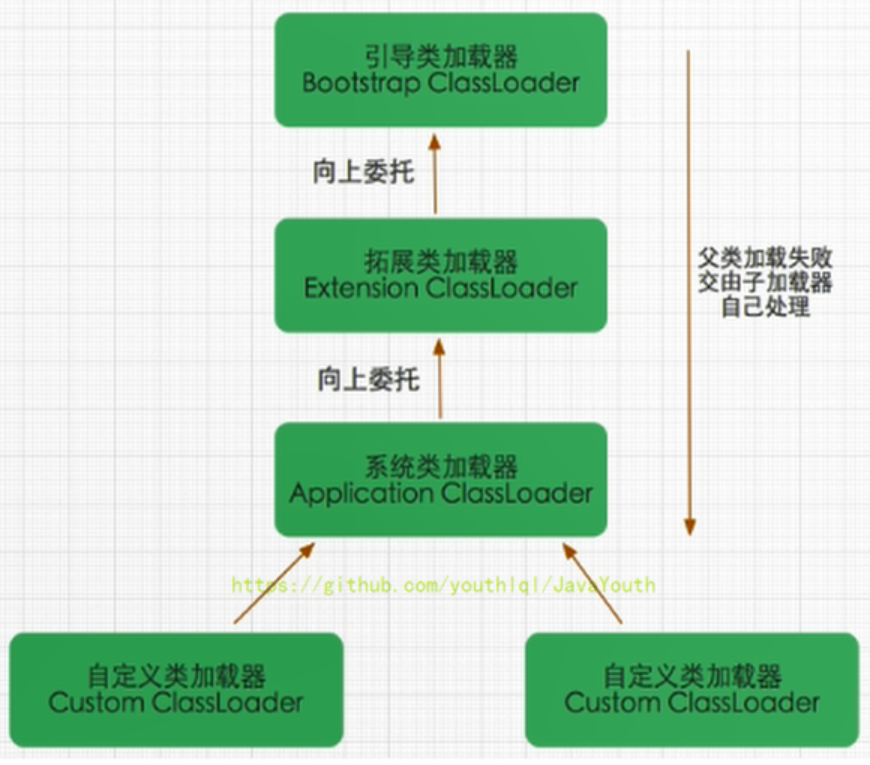 引导类加载器
Bootstrap ClassLoader
向上委托
拓展类加载器
Extension ClassLoader
父类加载失败
交由子加载器
自己处理
向上委托
系统类加载器
Application ClassLoader
https://github.com/youthlql/JavaYouth
自定义类加载器
Custom ClassLoader
自定义类加载器
Custom ClassLoader